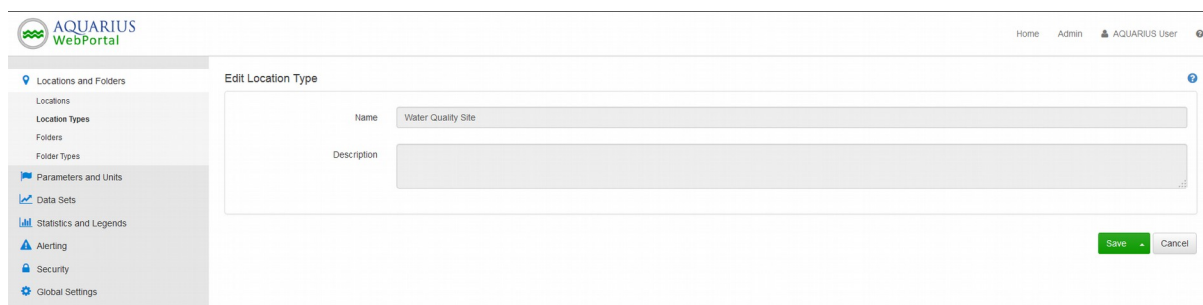 AQUARIUS
WebPortal
Home Admin AQUARIUS User
Locations and Folders
Locations
Location Types
Folders
Folder Types
Parameters and Units
Data Sets
Statistics and Legends
Alerting
Security
Global Settings
Edit Location Type
?
Name Water Quality Site
Description
Save Cancel